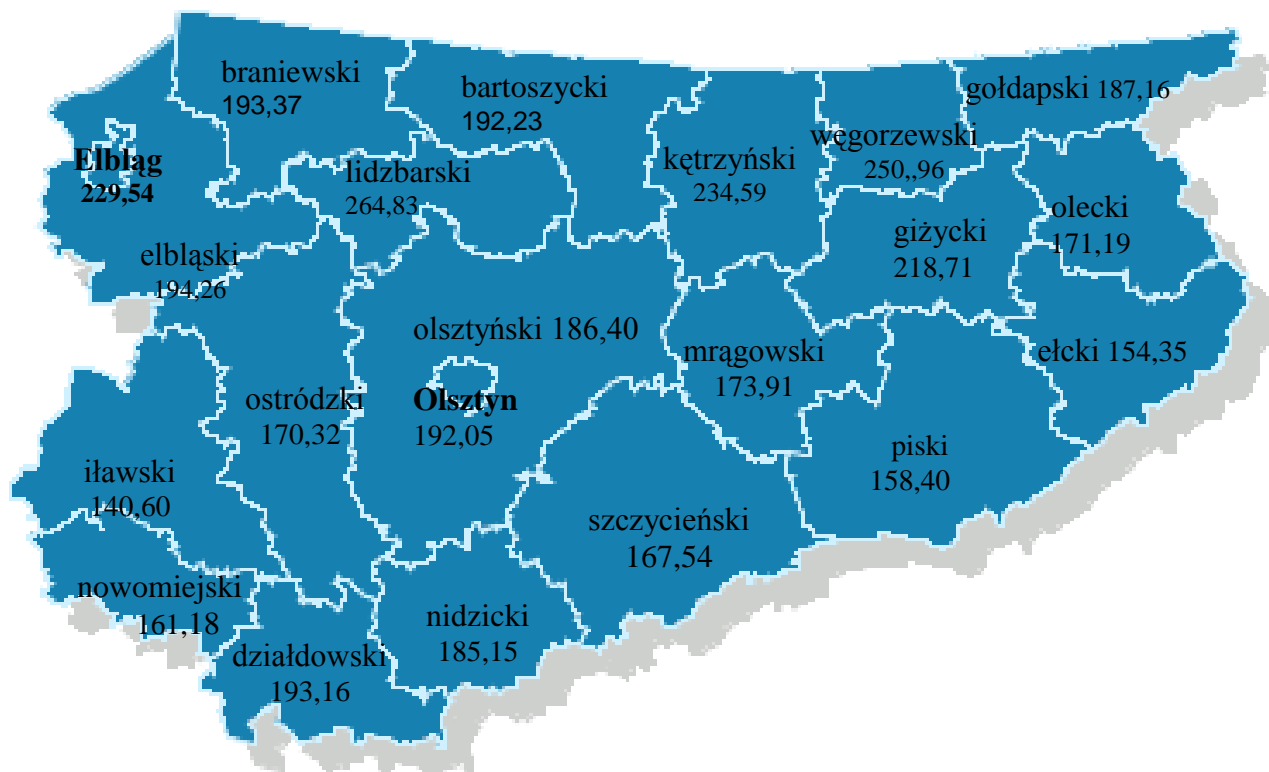 braniewski
193,37
bartoszycki
192,23
gołdapski 187,16
węgorzewski
250,,96
Elbląg
229,54
lidzbarski
264,83
kętrzyński
234,59
olecki
171,19
giżycki
218,71
elbląski
194,26
olsztyński 186,40
mrągowski
173,91
ełcki 154,35
ostródzki
170,32
Olsztyn
192,05
piski
158,40
iławski
140,60
szczycieński
167,54
nowomiejski
161,18
nidzicki
185,15
działdowski
193,16